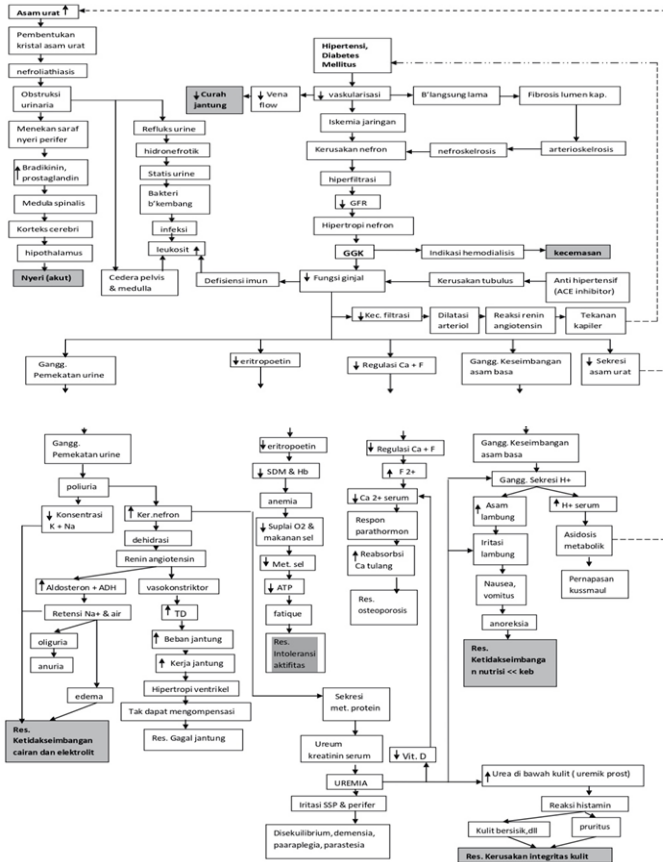 Asam urat ↑
Pembentukan
kristal asam urat
nefroliathiasis
Obstruksi
urinaria
Menekan saraf
nyeri perifer
↑ Bradikinin,
prostaglandin
Medula spinalis
Korteks cerebri
hipothalamus
Nyeri (akut)
Refluks urine
hidronefrotik
Statis urine
Bakteri
b'kembang
infeksi
leukosit ↑
Cedera pelvis
& medulla
Defisiensi imun
Hipertensi,
Diabetes
Mellitus
↓ Curah
jantung
↓ Vena
flow
↓ vaskularisasi
B'langsung lama
Fibrosis lumen kap.
Iskemia jaringan
Kerusakan nefron
nefroskelrosis
arterioskelrosis
hiperfiltrasi
↓ GFR
Hipertropi nefron
GGK
Indikasi hemodialisis
kecemasan
↓ Fungsi ginjal
Kerusakan tubulus
Anti hipertensif
(ACE inhibitor)
↓Kec. filtrasi
Dilatasi
arteriol
Reaksi renin
angiotensin
Tekanan
kapiler
Gangg.
Pemekatan urine
↓eritropoetin
↓ Regulasi Ca + F
Gangg. Keseimbangan
asam basa
↓ Sekresi
asam urat
Gangg.
Pemekatan urine
poliuria
↓ Konsentrasi
K + Na
↑ Ker.nefron
dehidrasi
Renin angiotensin
↑ Aldosteron + ADH
vasokonstriktor
Retensi Na+ & air
↑ TD
oliguria
↑ Beban jantung
anuria
↑ Kerja jantung
edema
Hipertropi ventrikel
Tak dapat mengompensasi
Res. Gagal jantung
Res.
Ketidakseimbangan
cairan dan elektrolit
↓eritropoetin
↓ SDM & Hb
anemia
↓ Suplai O2 &
makanan sel
↓ Met. sel
↓ ATP
fatique
Res.
Intoleransi
aktifitas
↓ Regulasi Ca + F
↑ F 2+
↓ Ca 2+ serum
Respon
parathormon
↑ Reabsorbsi
Ca tulang
Res.
osteoporosis
Gangg. Keseimbangan
asam basa
Gangg. Sekresi H+
↑ Asam
lambung
↑ H+ serum
Iritasi
lambung
Asidosis
metabolik
Nausea,
vomitus
Pernapasan
kussmaul
anoreksia
Res.
Ketidakseimbanga
n nutrisi << keb
Sekresi
met. protein
Ureum
kreatinin serum
↓ Vit. D
UREMIA
Iritasi SSP & perifer
Disekuilibrium, demensia,
paaraplegia, parastesia
↑ Urea di bawah kulit ( uremik prost)
Reaksi histamin
Kulit bersisik,dll
pruritus
Res. Kerusakan integritas kulit